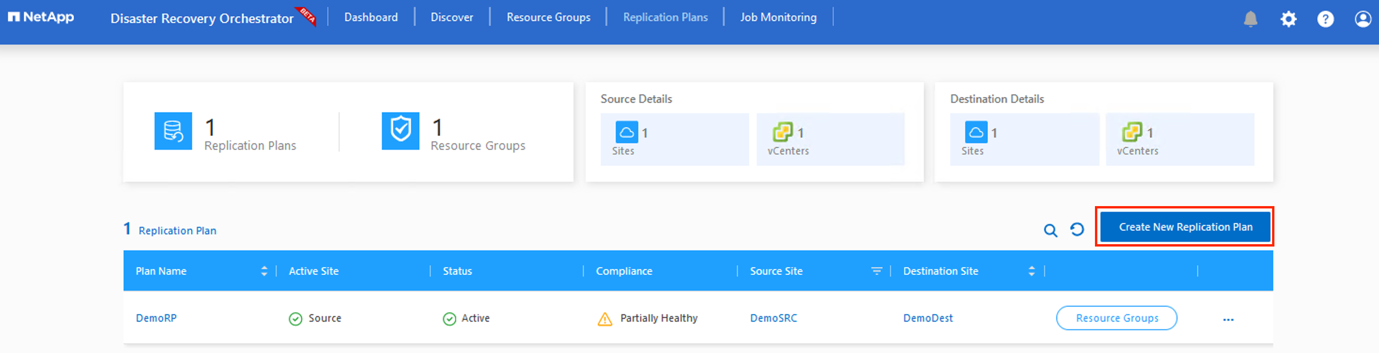 NetApp Disaster Recovery Orchestrator BETA Dashboard Discover Resource Groups Replication Plans Job Monitoring ?
Source Details Destination Details
1 Replication Plans 1 Resource Groups
1 Sites 1 vCenters 1 Sites 1 vCenters
1 Replication Plan Create New Replication Plan
Plan Name Active Site Status Compliance Source Site Destination Site
DemoRP Source Active Partially Healthy DemoSRC DemoDest Resource Groups ...